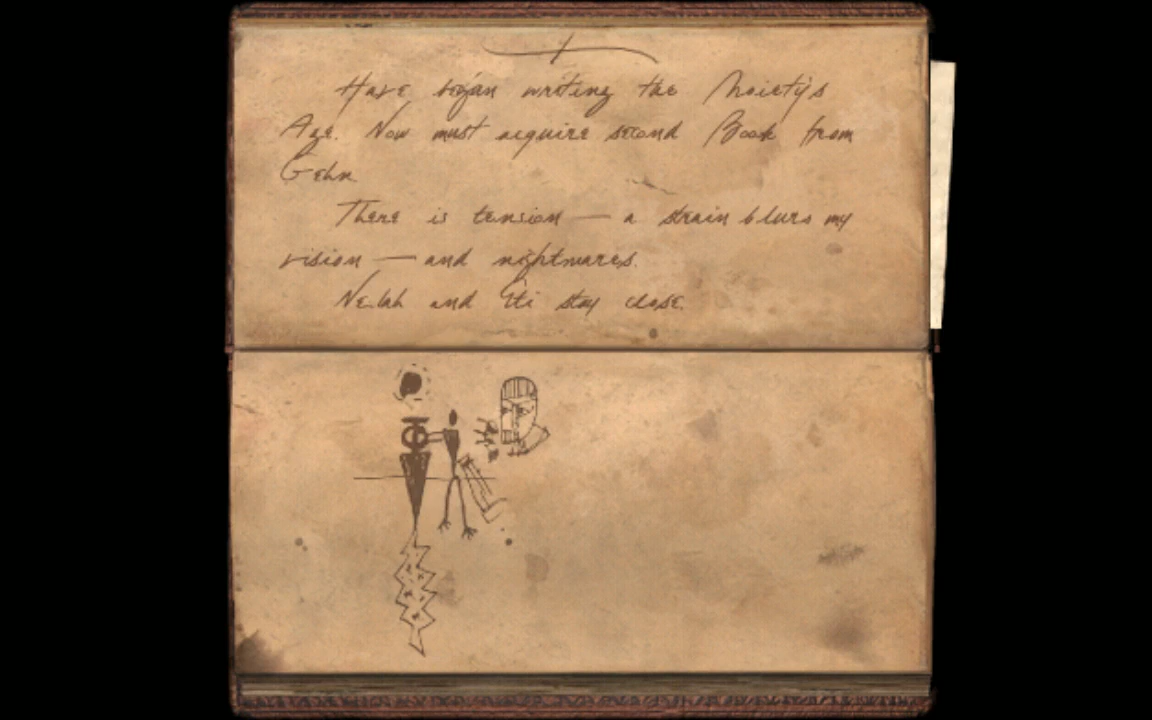 Have begun writing the Moiety's
Age. Now must acquire second Book from
Gehn.
There is tension — a strain blurs my
vision — and nightmares.
Nelah and Eti stay close.